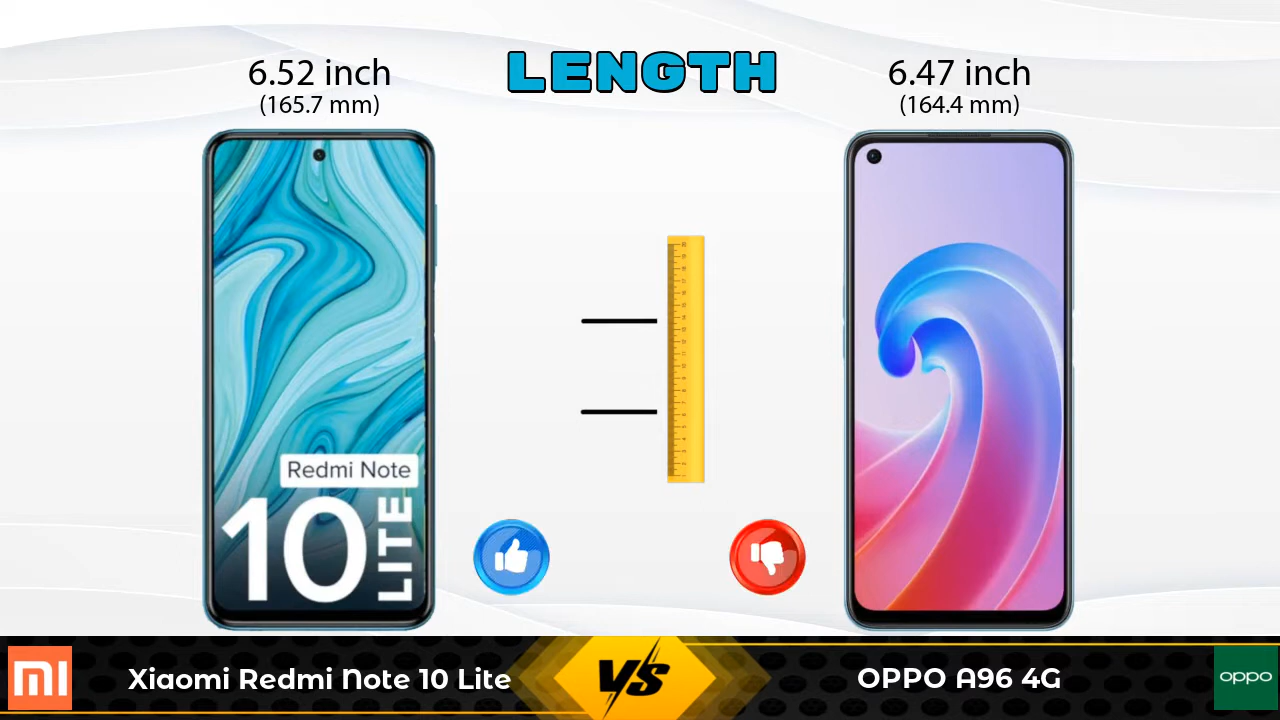 LENGTH
6.52 inch
(165.7 mm)
6.47 inch
(164.4 mm)
Redmi Note
10
LITE
mi
Xiaomi Redmi Note 10 Lite
VS
OPPO A96 4G
oppo